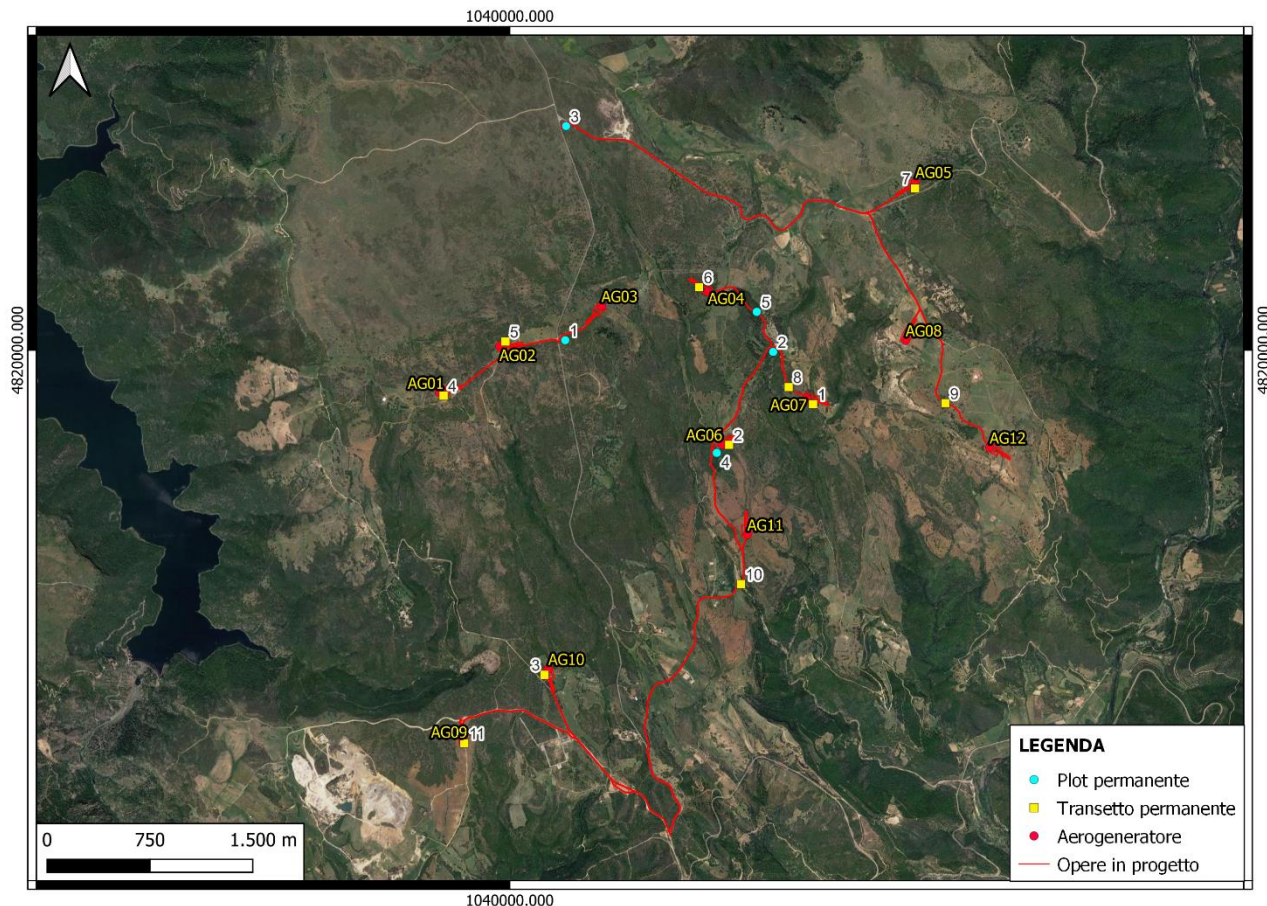 1040000.000
3
7
AG05
6
AG04
AG03
5
5
1
AG02
2
AG08
4820000.000
4820000.000
AG01
4
8
AG07
1
9
AG06
2
4
AG12
AG11
10
3
AG10
AG09
11
LEGENDA
Plot permanente
Transetto permanente
Aerogeneratore
Opere in progetto
0 750 1.500 m
1040000.000